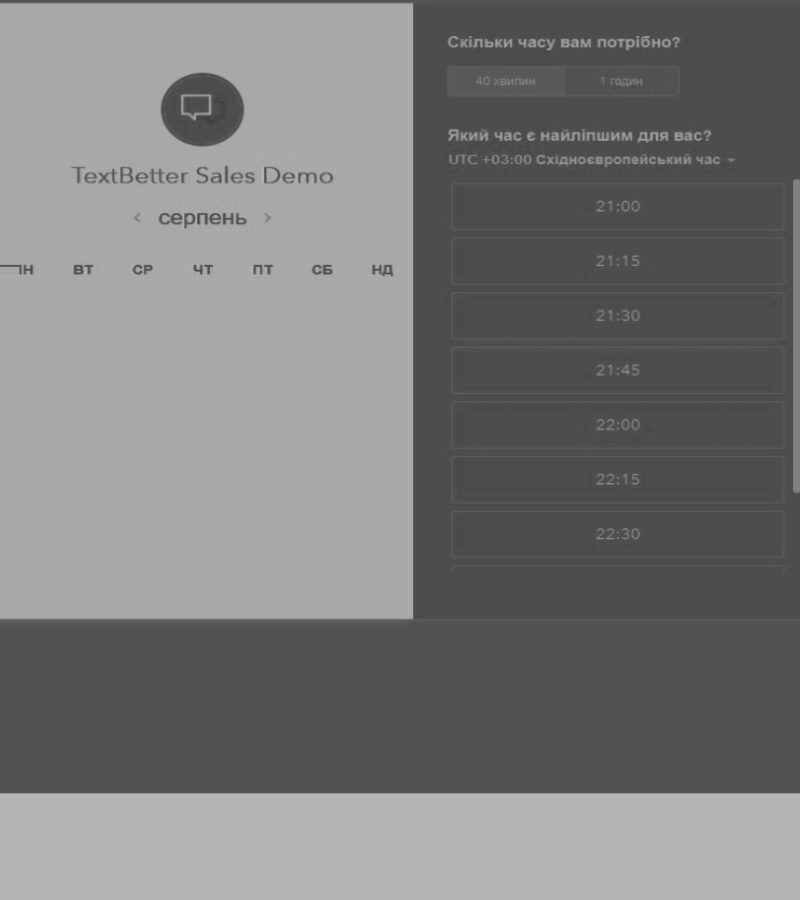 TextBetter Sales Demo
‹ серпень ›
ВТ СР ЧТ ПТ СБ НД
Скільки часу вам потрібно?
40 хвилин 1 годин
Який час є найліпшим для вас?
UTC +03:00 Східноєвропейський час
21:00
21:15
21:30
21:45
22:00
22:15
22:30